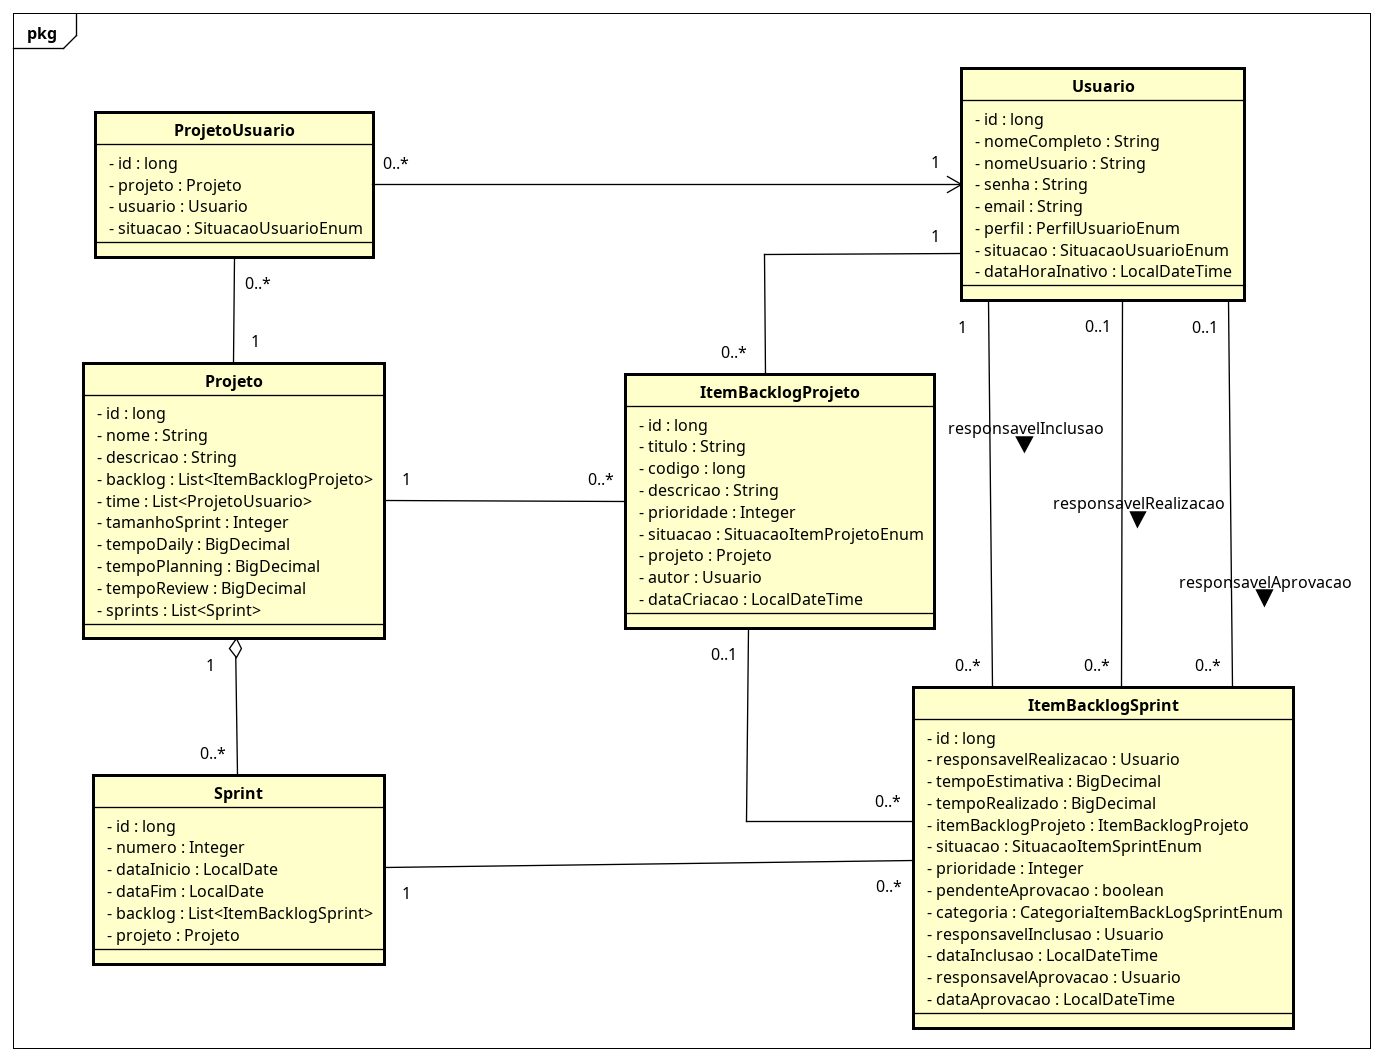 pkg
ProjetoUsuario
- id : long
- projeto : Projeto
- usuario : Usuario
- situacao : SituacaoUsuarioEnum
0..*
1
Usuario
- id : long
- nomeCompleto : String
- nomeUsuario : String
- senha : String
- email : String
- perfil : PerfilUsuarioEnum
- situacao : SituacaoUsuarioEnum
- dataHoraInativo : LocalDateTime
1
0..*
0..*
1
Projeto
- id : long
- nome : String
- descricao : String
- backlog : List<ItemBacklogProjeto>
- time : List<ProjetoUsuario>
- tamanhoSprint : Integer
- tempoDaily : BigDecimal
- tempoPlanning : BigDecimal
- tempoReview : BigDecimal
- sprints : List<Sprint>
1
0..*
ItemBacklogProjeto
- id : long
- titulo : String
- codigo : long
- descricao : String
- prioridade : Integer
- situacao : SituacaoItemProjetoEnum
- projeto : Projeto
- autor : Usuario
- dataCriacao : LocalDateTime
1
0..1
0..1
responsavelInclusao
responsavelRealizacao
responsavelAprovacao
0..*
0..*
0..*
1
0..*
0..1
0..*
Sprint
- id : long
- numero : Integer
- dataInicio : LocalDate
- dataFim : LocalDate
- backlog : List<ItemBacklogSprint>
- projeto : Projeto
1
0..*
ItemBacklogSprint
- id : long
- responsavelRealizacao : Usuario
- tempoEstimativa : BigDecimal
- tempoRealizado : BigDecimal
- itemBacklogProjeto : ItemBacklogProjeto
- situacao : SituacaoItemSprintEnum
- prioridade : Integer
- pendenteAprovacao : boolean
- categoria : CategoriaItemBackLogSprintEnum
- responsavelInclusao : Usuario
- dataInclusao : LocalDateTime
- responsavelAprovacao : Usuario
- dataAprovacao : LocalDateTime